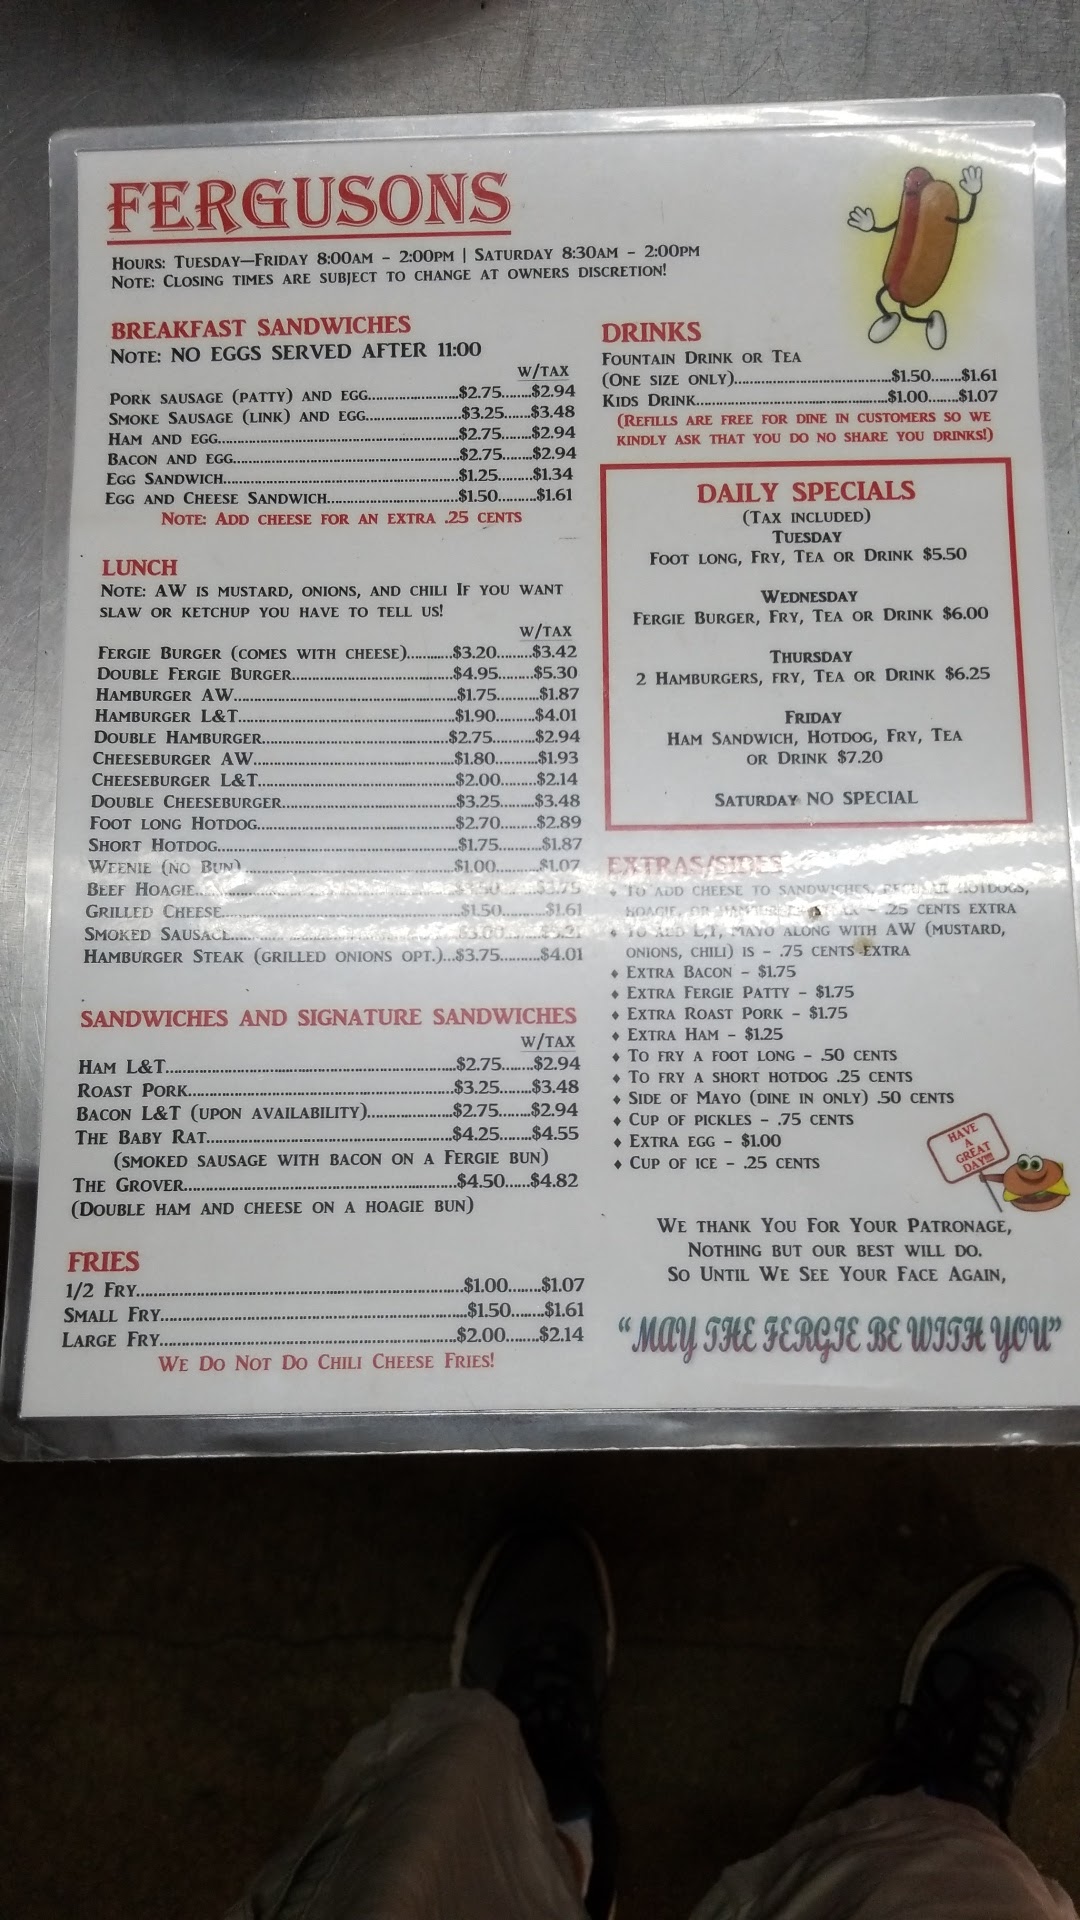 FERGUSONS
HOURS: TUESDAY—FRIDAY 8:00AM - 2:00PM | SATURDAY 8:30AM - 2:00PM
NOTE: CLOSING TIMES ARE SUBJECT TO CHANGE AT OWNERS DISCRETION!
BREAKFAST SANDWICHES
NOTE: NO EGGS SERVED AFTER 11:00
W/TAX
PORK SAUSAGE (PATTY) AND EGG......................$2.75.......$2.94
SMOKE SAUSAGE (LINK) AND EGG......................$3.25.......$3.48
HAM AND EGG......................$2.75.......$2.94
BACON AND EGG......................$2.75.......$2.94
EGG SANDWICH......................$1.25.........$1.34
EGG AND CHEESE SANDWICH......................$1.50.........$1.61
NOTE: ADD CHEESE FOR AN EXTRA .25 CENTS
LUNCH
NOTE: AW IS MUSTARD, ONIONS, AND CHILI IF YOU WANT
SLAW OR KETCHUP YOU HAVE TO TELL US!
W/TAX
FERGIE BURGER (COMES WITH CHEESE)...........$3.20........$3.42
DOUBLE FERGIE BURGER......................$4.95.......$5.30
HAMBURGER AW......................$1.75.......$1.87
HAMBURGER L&T......................$1.90........$4.01
DOUBLE HAMBURGER......................$2.75.......$2.94
CHEESEBURGER AW......................$1.80........$1.93
CHEESEBURGER L&T......................$2.00.......$2.14
DOUBLE CHEESEBURGER......................$3.25.......$3.48
FOOT LONG HOTDOG......................$2.70........$2.89
SHORT HOTDOG......................$1.75........$1.87
WEENIE (NO BUN)......................$1.00........$1.07
BEEF HOAGIE......................$3.50.......$3.75
GRILLED CHEESE......................$1.50........$1.61
SMOKED SAUSAGE......................$3.00.......$3.21
HAMBURGER STEAK (GRILLED ONIONS OPT.)...$3.75.........$4.01
SANDWICHES AND SIGNATURE SANDWICHES
W/TAX
HAM L&T......................$2.75.......$2.94
ROAST PORK......................$3.25.......$3.48
BACON L&T (UPON AVAILABILITY)......................$2.75.......$2.94
THE BABY RAT......................$4.25.......$4.55
(SMOKED SAUSAGE WITH BACON ON A FERGIE BUN)
THE GROVER......................$4.50......$4.82
(DOUBLE HAM AND CHEESE ON A HOAGIE BUN)
FRIES
1/2 FRY......................$1.00.......$1.07
SMALL FRY......................$1.50.......$1.61
LARGE FRY......................$2.00.......$2.14
WE DO NOT DO CHILI CHEESE FRIES!
DRINKS
FOUNTAIN DRINK OR TEA
(ONE SIZE ONLY)......................$1.50.......$1.61
KIDS DRINK......................$1.00.......$1.07
(REFILLS ARE FREE FOR DINE IN CUSTOMERS SO WE
KINDLY ASK THAT YOU DO NO SHARE YOU DRINKS!)
DAILY SPECIALS
(TAX INCLUDED)
TUESDAY
FOOT LONG, FRY, TEA OR DRINK $5.50
WEDNESDAY
FERGIE BURGER, FRY, TEA OR DRINK $6.00
THURSDAY
2 HAMBURGERS, FRY, TEA OR DRINK $6.25
FRIDAY
HAM SANDWICH, HOTDOG, FRY, TEA
OR DRINK $7.20
SATURDAY NO SPECIAL
EXTRAS/SIDES
♦ TO ADD CHEESE TO SANDWICHES, REGULAR HOTDOGS,
HOAGIE, OR HAMBURGER - .25 CENTS EXTRA
♦ TO ADD L,T, MAYO ALONG WITH AW (MUSTARD,
ONIONS, CHILI) IS - .75 CENTS EXTRA
♦ EXTRA BACON - $1.75
♦ EXTRA FERGIE PATTY - $1.75
♦ EXTRA ROAST PORK - $1.75
♦ EXTRA HAM - $1.25
♦ TO FRY A FOOT LONG - .50 CENTS
♦ TO FRY A SHORT HOTDOG .25 CENTS
♦ SIDE OF MAYO (DINE IN ONLY) .50 CENTS
♦ CUP OF PICKLES - .75 CENTS
♦ EXTRA EGG - $1.00
♦ CUP OF ICE - .25 CENTS
HAVE
A
GREAT
DAY!!!
WE THANK YOU FOR YOUR PATRONAGE,
NOTHING BUT OUR BEST WILL DO.
SO UNTIL WE SEE YOUR FACE AGAIN,
"MAY THE FERGIE BE WITH YOU"